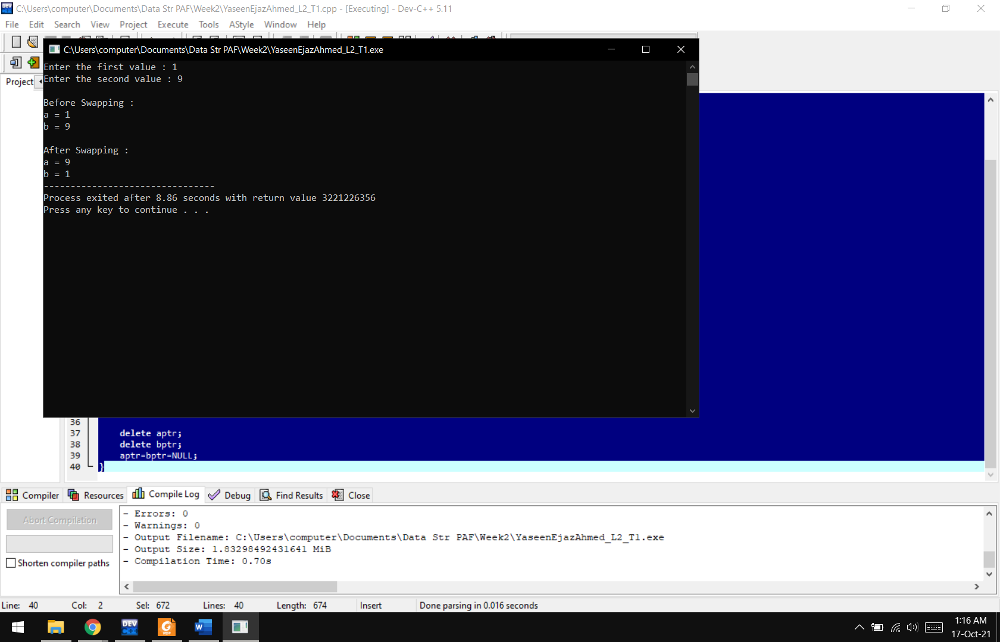 C:\Users\computer\Documents\Data Str PAF\Week2\YaseenEjazAhmed_L2_T1.cpp - [Executing] - Dev-C++ 5.11
File Edit Search View Project Execute Tools AStyle Window Help
C:\Users\computer\Documents\Data Str PAF\Week2\YaseenEjazAhmed_L2_T1.exe
Project
Enter the first value : 1
Enter the second value : 9
Before Swapping :
a = 1
b = 9
After Swapping :
a = 9
b = 1
--------------------------------
Process exited after 8.86 seconds with return value 3221226356
Press any key to continue . . .
36
37 delete aptr;
38 delete bptr;
39 aptr=bptr=NULL;
40 }
Compiler Resources Compile Log Debug Find Results Close
Abort Compilation
Shorten compiler paths
- Errors: 0
- Warnings: 0
- Output Filename: C:\Users\computer\Documents\Data Str PAF\Week2\YaseenEjazAhmed_L2_T1.exe
- Output Size: 1.83298492431641 MiB
- Compilation Time: 0.70s
Line: 40 Col: 2 Sel: 672 Lines: 40 Length: 674 Insert Done parsing in 0.016 seconds
DEV C++
PDF
W
1:16 AM
17-Oct-21